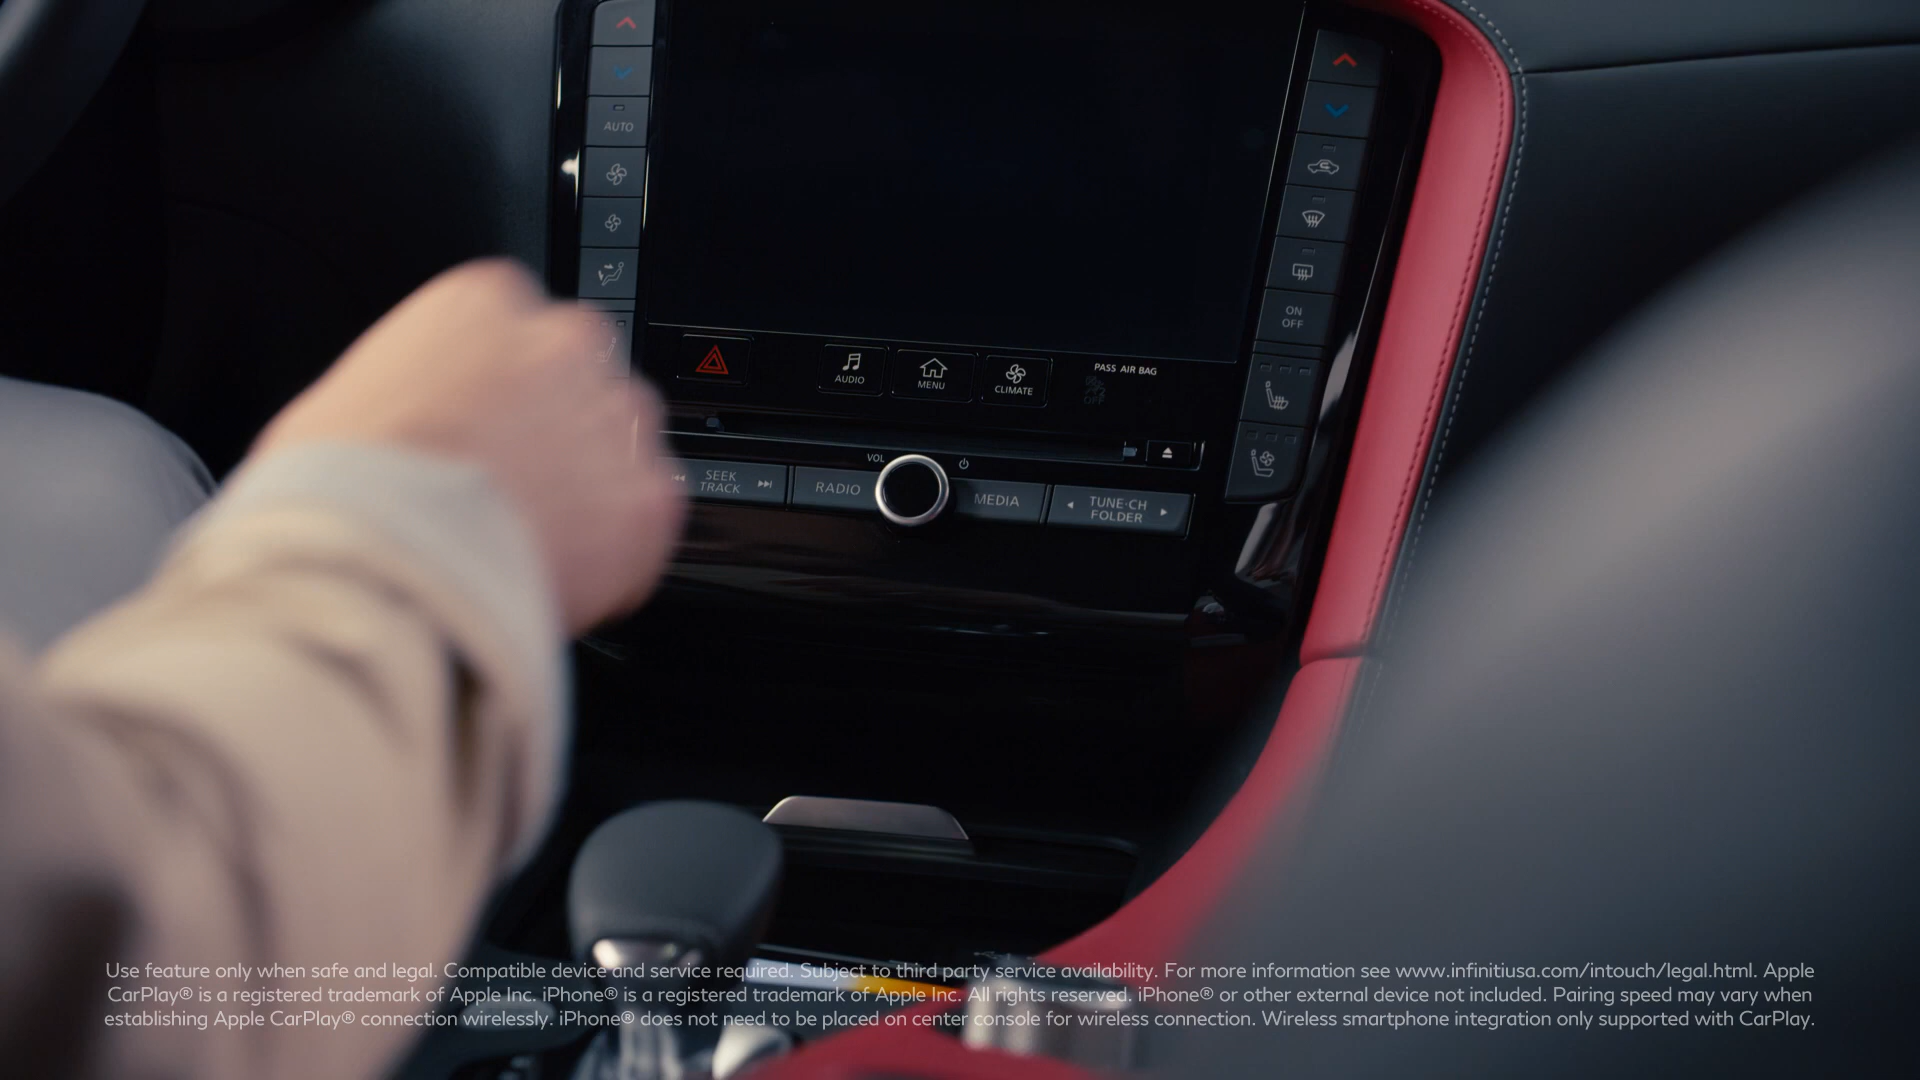 AUTO
ON
OFF
AUDIO
MENU
CLIMATE
PASS AIR BAG
OFF
VOL
SEEK
TRACK
RADIO
MEDIA
TUNE·CH
FOLDER
Use feature only when safe and legal. Compatible device and service required. Subject to third party service availability. For more information see www.infinitiusa.com/intouch/legal.html. Apple
CarPlay® is a registered trademark of Apple Inc. iPhone® is a registered trademark of Apple Inc. All rights reserved. iPhone® or other external device not included. Pairing speed may vary when
establishing Apple CarPlay® connection wirelessly. iPhone® does not need to be placed on center console for wireless connection. Wireless smartphone integration only supported with CarPlay.